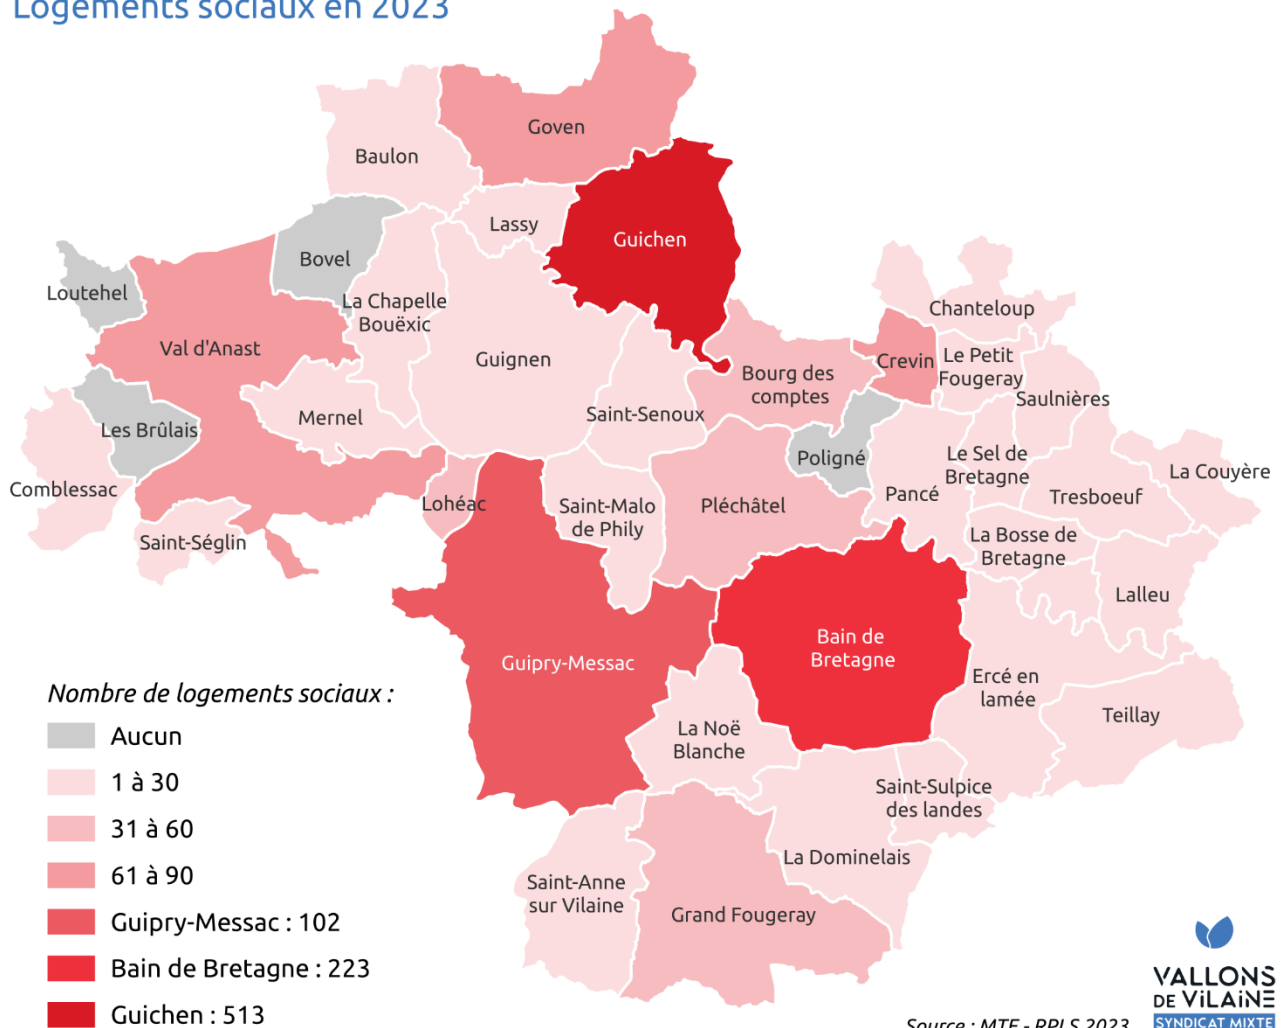 Logements sociaux en 2023
Goven
Baulon
Lassy
Guichen
Bovel
Loutehel
La Chapelle
Bouëxic
Chanteloup
Val d'Anast
Guignen
Crevin
Le Petit
Fougeray
Bourg des
comptes
Saulnières
Mernel
Saint-Senoux
Les Brûlais
Poligné
Le Sel de
Bretagne
La Couyère
Comblessac
Lohéac
Saint-Malo
de Phily
Pléchâtel
Pancé
Tresboeuf
Saint-Séglin
La Bosse de
Bretagne
Lalleu
Bain de
Bretagne
Guipry-Messac
Ercé en
lamée
Teillay
La Noë
Blanche
Saint-Sulpice
des landes
La Dominelais
Saint-Anne
sur Vilaine
Grand Fougeray
Nombre de logements sociaux :
Aucun
1 à 30
31 à 60
61 à 90
Guipry-Messac : 102
Bain de Bretagne : 223
Guichen : 513
Source : MTE - RPLS 2023
VALLONS
DE ViLAiNE
SYNDICAT MIXTE